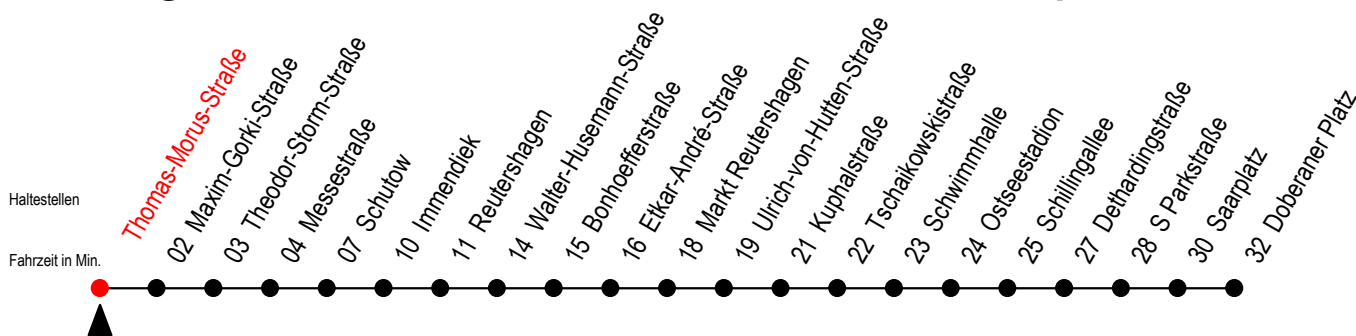 Haltestellen
Fahrzeit in Min.
Thomas-Morus-Straße
02 Maxim-Gorki-Straße
03 Theodor-Storm-Straße
04 Messestraße
07 Schutow
10 Immendiek
11 Reutershagen
14 Walter-Husemann-Straße
15 Bonhoefferstraße
16 Etkar-André-Straße
18 Markt Reutershagen
19 Ulrich-von-Hutten-Straße
21 Kuphalstraße
22 Tschaikowskistraße
23 Schwimmhalle
24 Ostseestadion
25 Schillingallee
27 Dethardingstraße
28 S Parkstraße
30 Saarplatz
32 Doberaner Platz